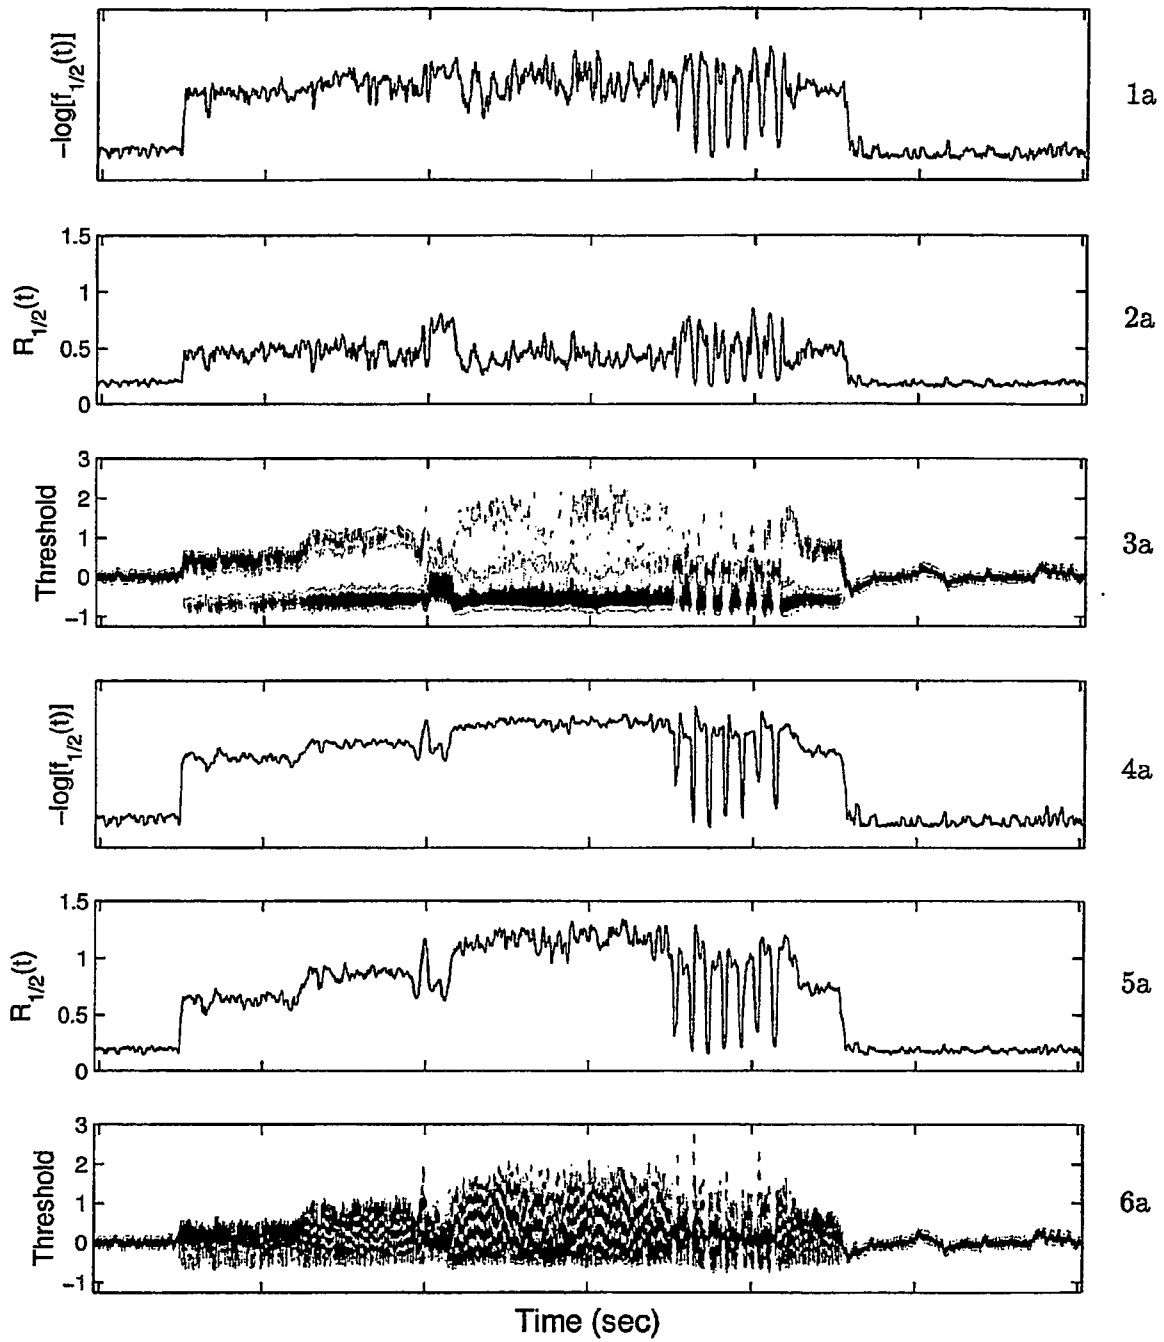 –log[f1/2(t)]
1a
1.5
1
0.5
0
R1/2(t)
2a
3
2
1
0
–1
Threshold
3a
–log[f1/2(t)]
4a
1.5
1
0.5
0
R1/2(t)
5a
3
2
1
0
–1
Threshold
6a
Time (sec)